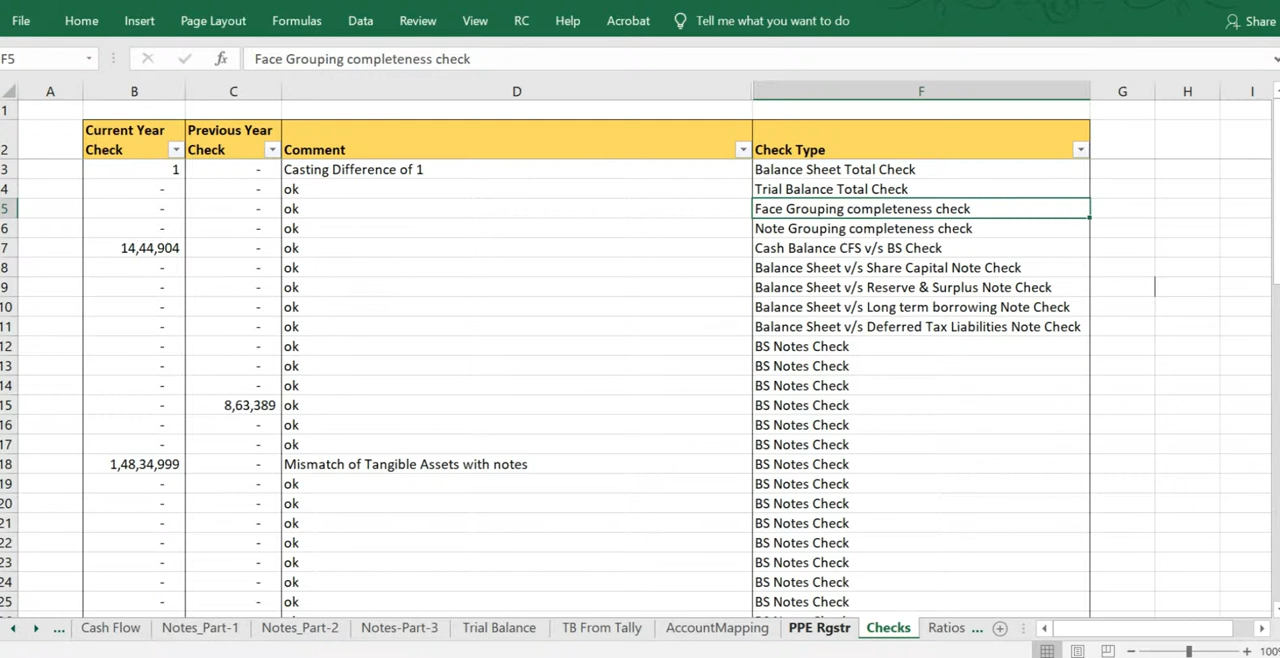 File Home Insert Page Layout Formulas Data Review View RC Help Acrobat Tell me what you want to do Share
F5 fx Face Grouping completeness check
A B C D F G H I
1
2 Current Year Check Previous Year Check Comment Check Type
3 1 - Casting Difference of 1 Balance Sheet Total Check
4 - - ok Trial Balance Total Check
5 - - ok Face Grouping completeness check
6 - - ok Note Grouping completeness check
7 14,44,904 - ok Cash Balance CFS v/s BS Check
8 - - ok Balance Sheet v/s Share Capital Note Check
9 - - ok Balance Sheet v/s Reserve & Surplus Note Check
10 - - ok Balance Sheet v/s Long term borrowing Note Check
11 - - ok Balance Sheet v/s Deferred Tax Liabilities Note Check
12 - - ok BS Notes Check
13 - - ok BS Notes Check
14 - - ok BS Notes Check
15 - 8,63,389 ok BS Notes Check
16 - - ok BS Notes Check
17 - - ok BS Notes Check
18 1,48,34,999 - Mismatch of Tangible Assets with notes BS Notes Check
19 - - ok BS Notes Check
20 - - ok BS Notes Check
21 - - ok BS Notes Check
22 - - ok BS Notes Check
23 - - ok BS Notes Check
24 - - ok BS Notes Check
25 - - ok BS Notes Check
... Cash Flow Notes_Part-1 Notes_Part-2 Notes-Part-3 Trial Balance TB From Tally AccountMapping PPE Rgstr Checks Ratios ...
100%